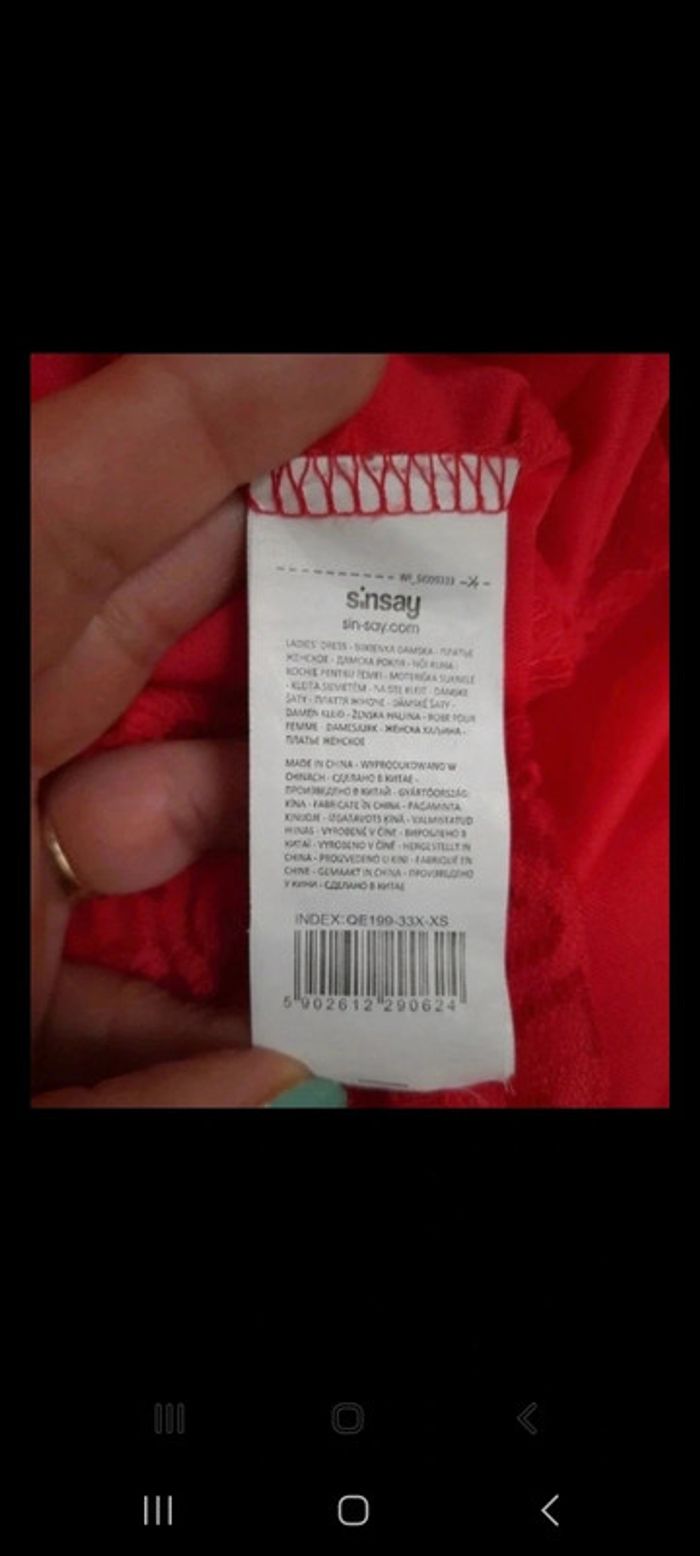 sinsay
sin-say.com
LADIES' DRESS - SUKIENKA DAMSKA - ПЛАТЬЕ
ЖЕНСКОЕ - ДАМСКА РОКЛЯ - NŐI RUHA -
ROCHIE PENTRU FEMEI - MOTERIŠKA SUKNELĖ
- KLEITA SIEVIETĒM - NAISTE KLEIT - DÁMSKE
ŠATY - ПЛАТТЯ ЖІНОЧЕ - DÁMSKÉ ŠATY -
DAMEN KLEID - ŽENSKA HALJINA - ROBE POUR
FEMME - DAMESJURK - ЖЕНСКА ХАЉИНА -
ПЛАТЬЕ ЖЕНСКОЕ
MADE IN CHINA - WYPRODUKOWANO W
CHINACH - СДЕЛАНО В КИТАЕ -
ПРОИЗВЕДЕНО В КИТАЙ - GYÁRTÓORSZÁG:
KÍNA - FABRICAT ÎN CHINA - PAGAMINTA
KINIJOJE - IZGATAVOTS ĶĪNĀ - VALMISTATUD
HIINAS - VYROBENÉ V ČÍNE - ВИРОБЛЕНО В
КИТАЇ - VYROBENO V ČÍNĚ - HERGESTELLT IN
CHINA - PROIZVEDENO U KINI - FABRIQUÉ EN
CHINE - GEMAAKT IN CHINA - ПРОИЗВЕДЕНО
У КИНИ - СДЕЛАНО В КИТАЕ
INDEX: QE199-33X-XS
5 902612 290624